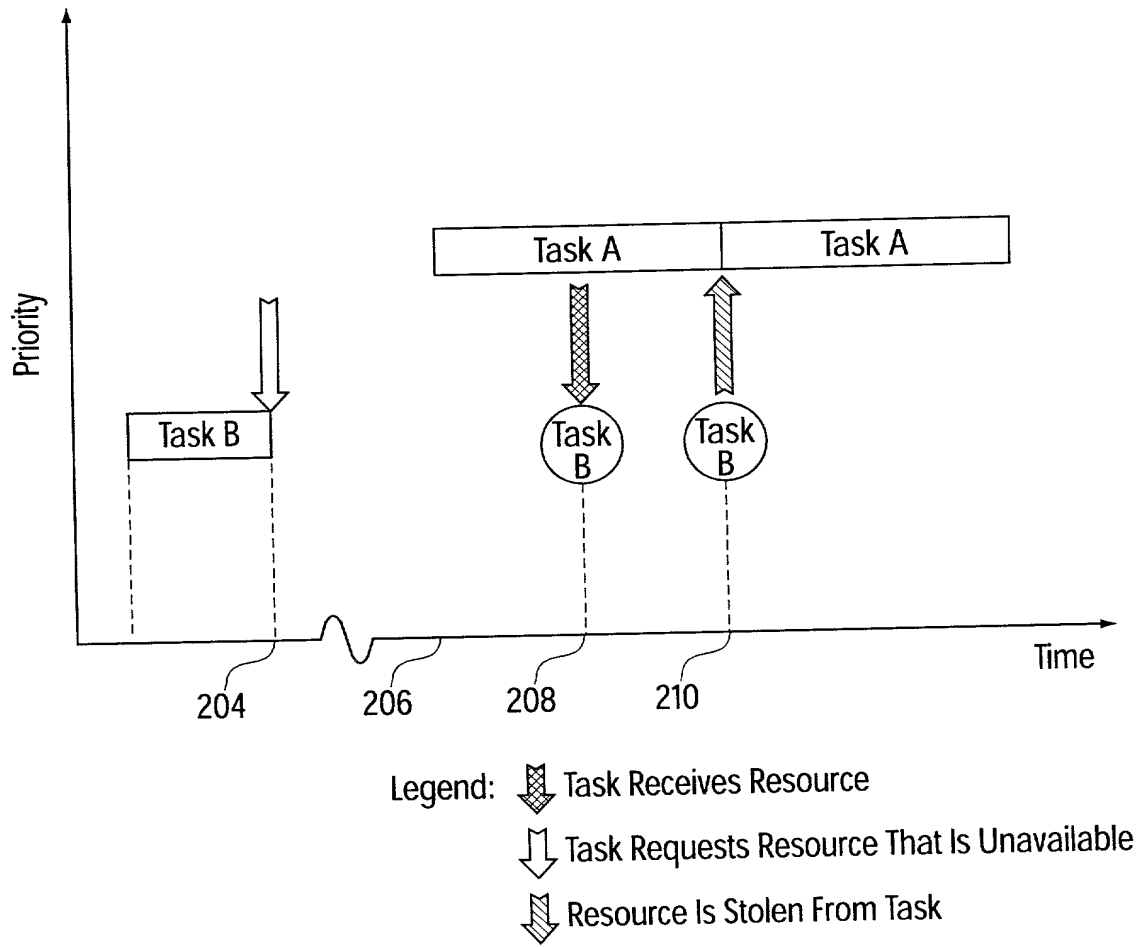 Priority
Task A
Task A
Task B
Task
B
Task
B
204
206
208
210
Time
Legend:
Task Receives Resource
Task Requests Resource That Is Unavailable
Resource Is Stolen From Task